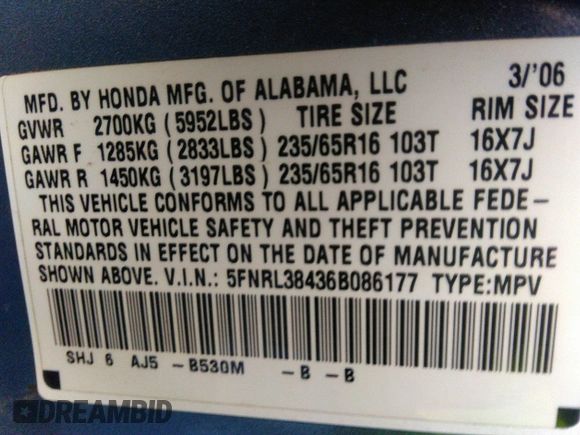 MFD. BY HONDA MFG. OF ALABAMA, LLC 3/'06
GVWR 2700KG (5952LBS) TIRE SIZE RIM SIZE
GAWR F 1285KG (2833LBS) 235/65R16 103T 16X7J
GAWR R 1450KG (3197LBS) 235/65R16 103T 16X7J
THIS VEHICLE CONFORMS TO ALL APPLICABLE FEDE-
RAL MOTOR VEHICLE SAFETY AND THEFT PREVENTION
STANDARDS IN EFFECT ON THE DATE OF MANUFACTURE
SHOWN ABOVE. V.I.N.: 5FNRL38436B086177 TYPE:MPV
SHJ 6 AJ5 -B530M -B -B
DREAMBID